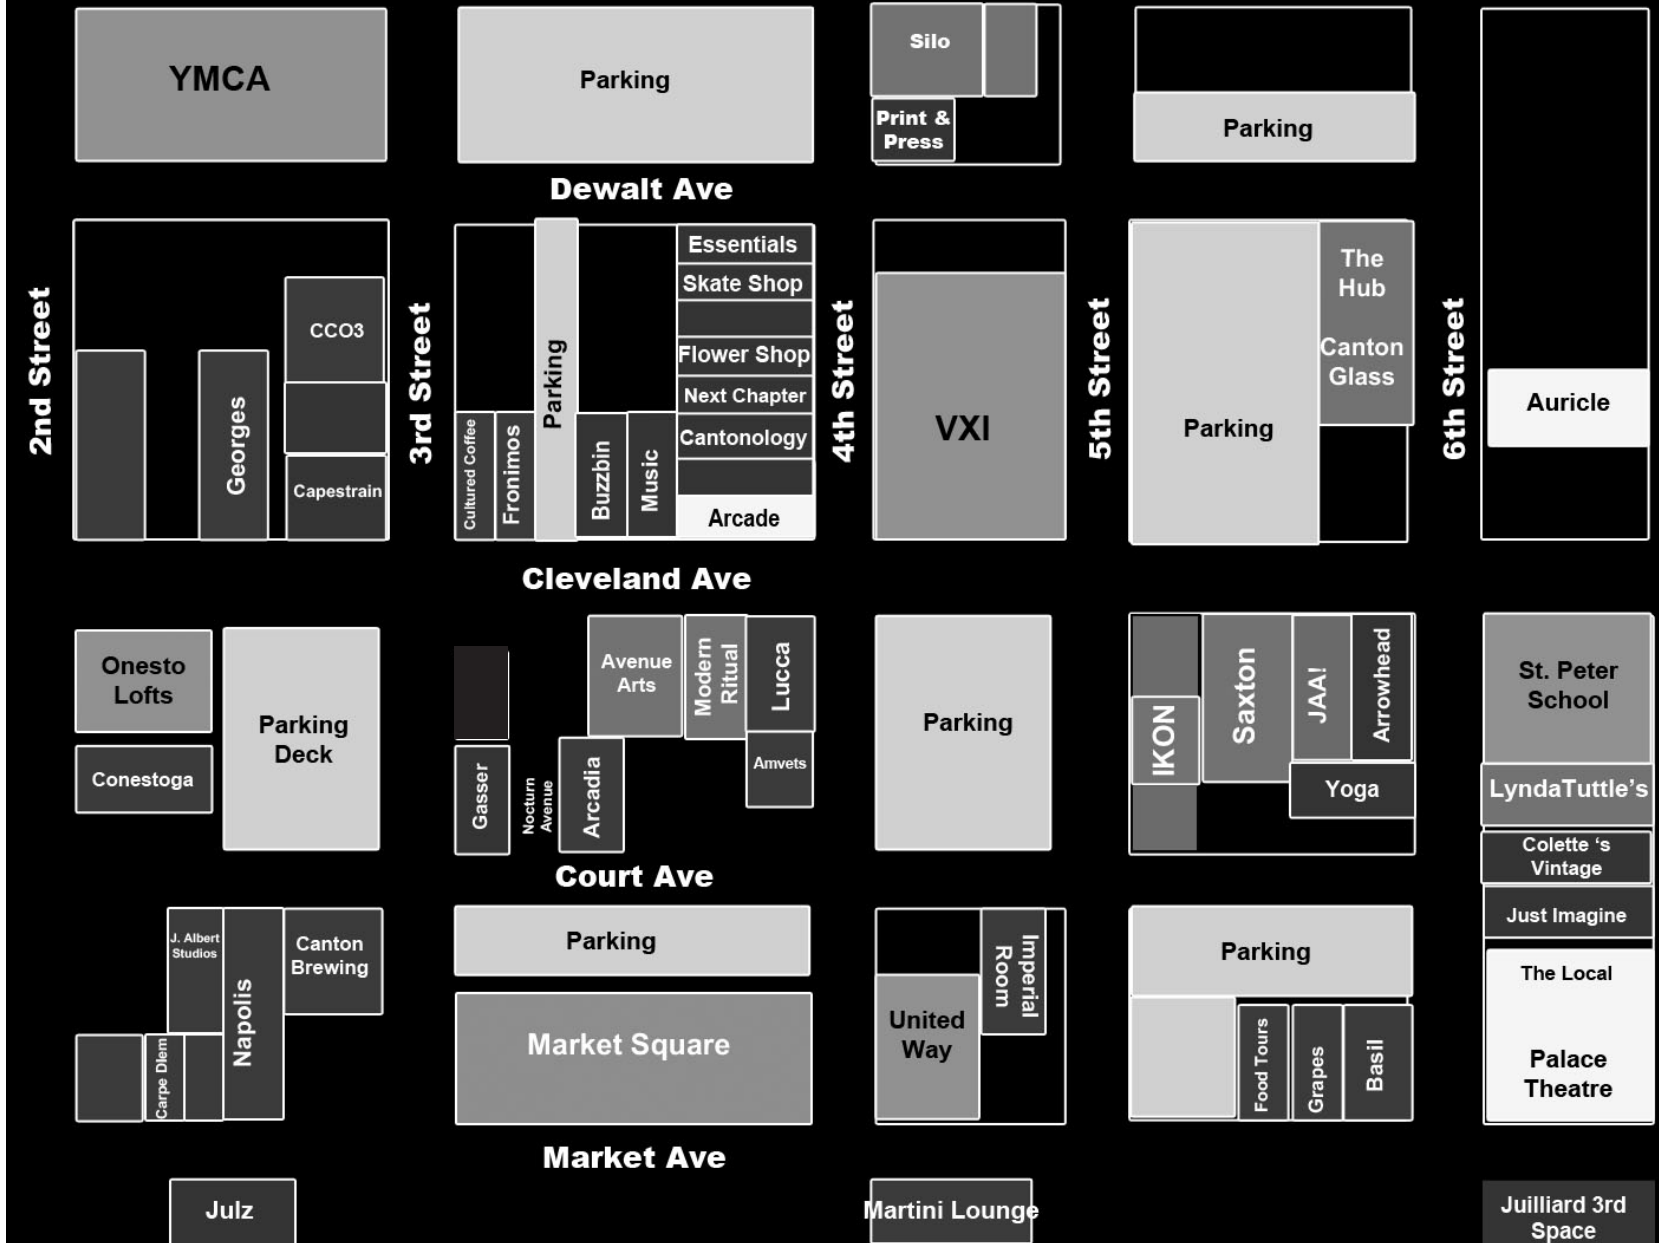 YMCA
Parking
Silo
Print &
Press
Parking
Dewalt Ave
2nd Street
CCO3
Georges
Capestrain
3rd Street
Cultured Coffee
Fronimos
Parking
Buzzbin
Music
Essentials
Skate Shop
Flower Shop
Next Chapter
Cantonology
Arcade
4th Street
VXI
5th Street
Parking
The
Hub
Canton
Glass
6th Street
Auricle
Cleveland Ave
Onesto
Lofts
Conestoga
Parking
Deck
Gasser
Nocturn
Avenue
Arcadia
Avenue
Arts
Modern
Ritual
Lucca
Amvets
Parking
IKON
Saxton
JAA!
Arrowhead
Yoga
St. Peter
School
LyndaTuttle's
Colette ‘s
Vintage
Just Imagine
The Local
Palace
Theatre
Court Ave
J. Albert
Studios
Carpe DIem
Napolis
Canton
Brewing
Parking
Market Square
United
Way
Imperial
Room
Parking
Food Tours
Grapes
Basil
Market Ave
Julz
Martini Lounge
Juilliard 3rd
Space